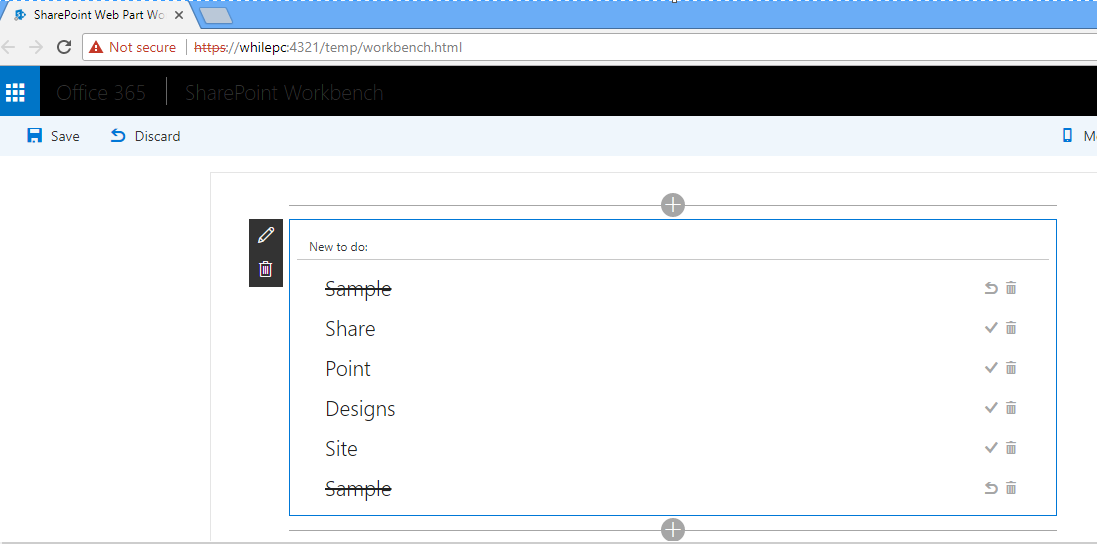 SharePoint Web Part Wo
Not secure https://whilepc:4321/temp/workbench.html
Office 365 SharePoint Workbench
Save Discard
New to do:
Sample
Share
Point
Designs
Site
Sample